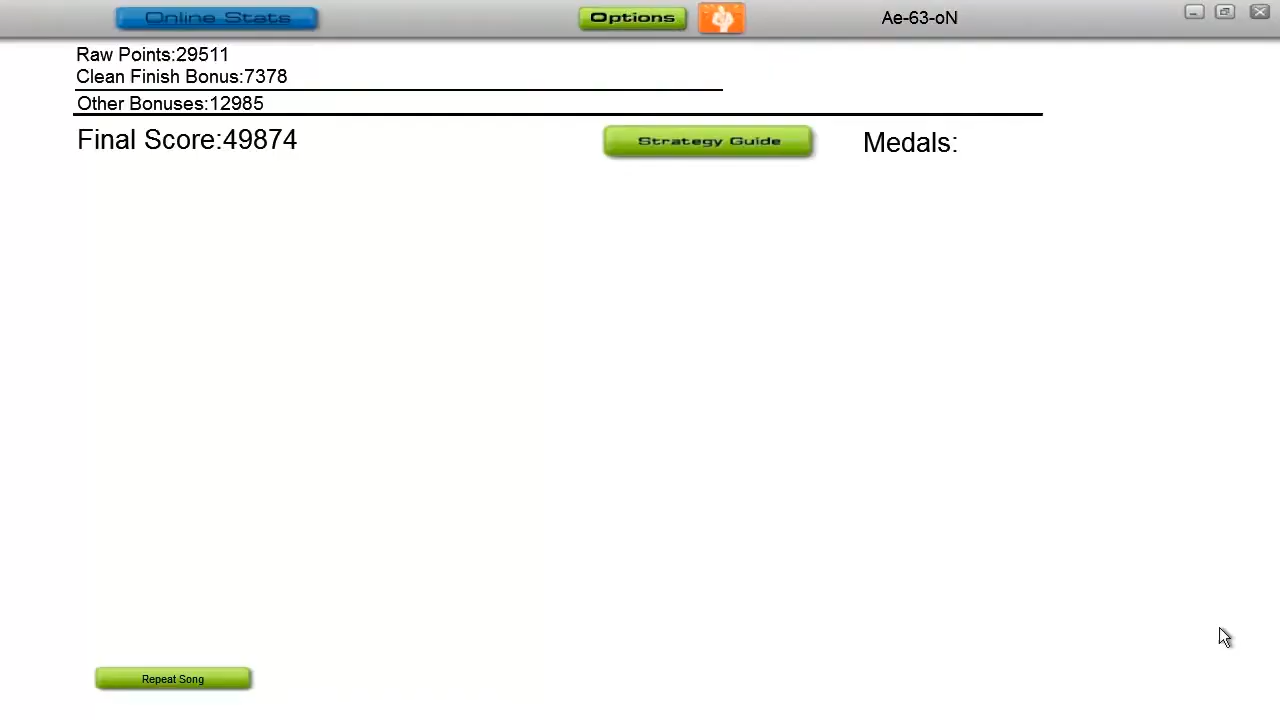 Online Stats
Options
Ae-63-oN
Raw Points:29511
Clean Finish Bonus:7378
Other Bonuses:12985
Final Score:49874
Strategy Guide
Medals:
Repeat Song